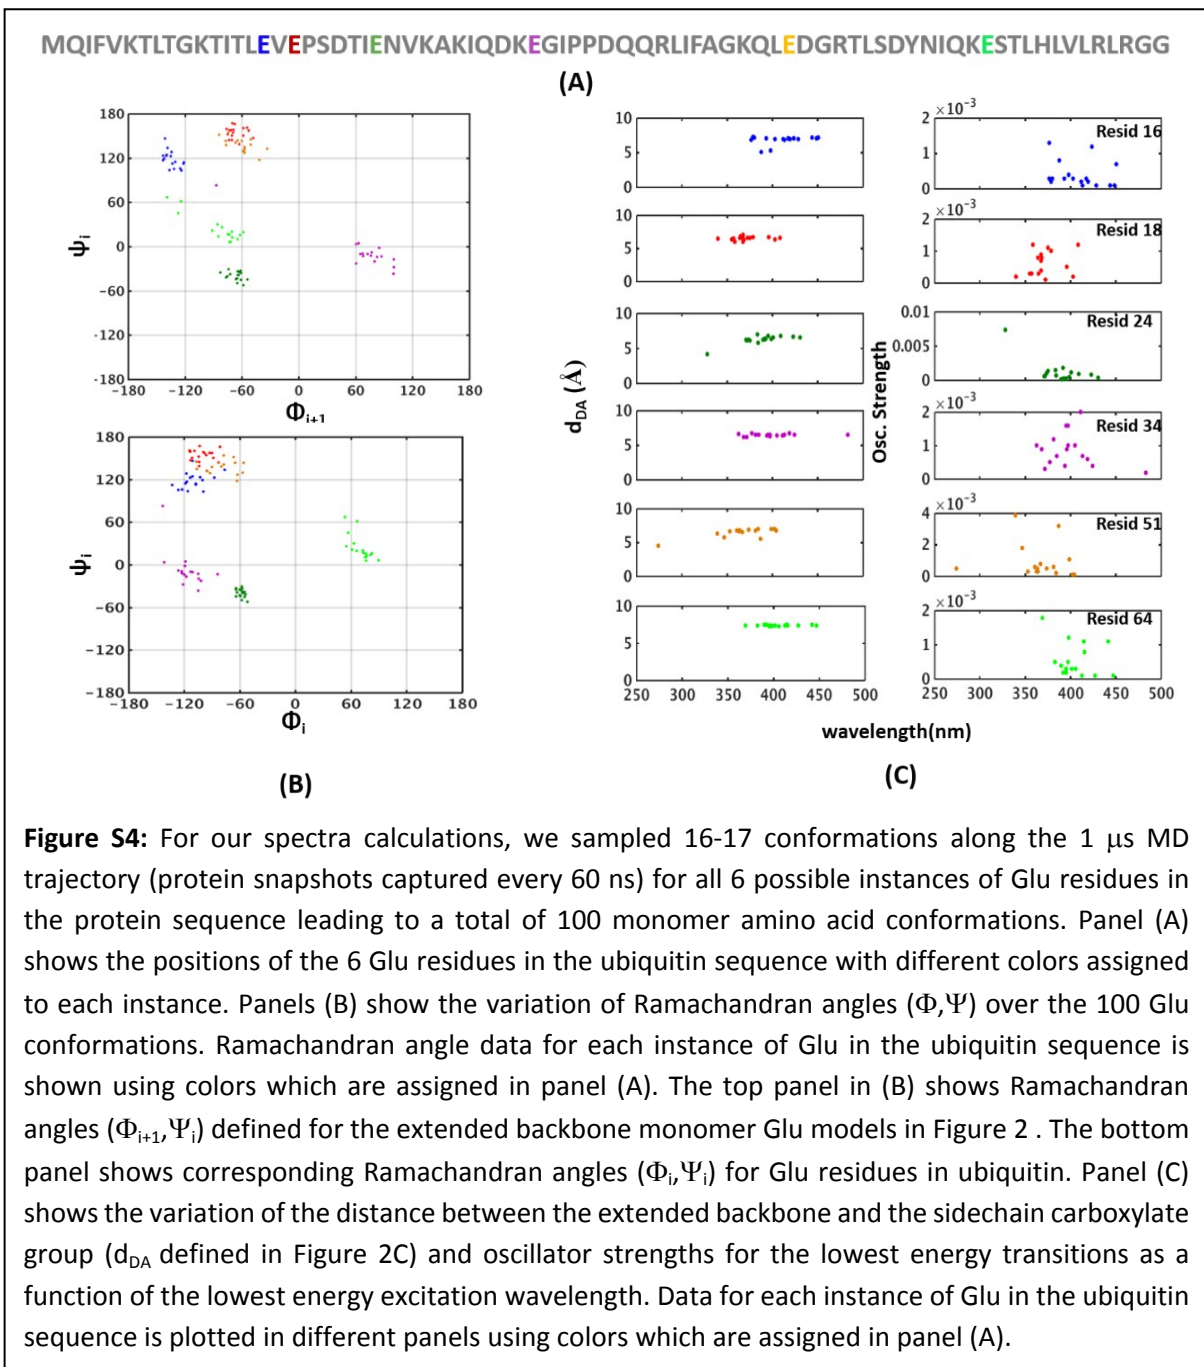 MQIFVKTLTGKTITLEVEPSDTIENVKAKIQDKEGIPPDQQRLIFAGKQLEDGRTLSDYNIQKESTLHLVLRLRGG
(A)
180
120
60
0
-60
-120
-180
-180 -120 -60 0 60 120 180
Ψi
Φi+1
180
120
60
0
-60
-120
-180
-180 -120 -60 0 60 120 180
Ψi
Φi
(B)
10
5
0
10
5
0
10
5
0
10
5
0
10
5
0
10
5
0
250 300 350 400 450 500
dDA (Å)
×10⁻³
2
1
0
Resid 16
×10⁻³
2
1
0
Resid 18
0.01
0.005
0
Resid 24
×10⁻³
2
1
0
Resid 34
×10⁻³
4
2
0
Resid 51
×10⁻³
2
1
0
Resid 64
250 300 350 400 450 500
Osc. Strength
wavelength(nm)
(C)
Figure S4: For our spectra calculations, we sampled 16-17 conformations along the 1 μs MD
trajectory (protein snapshots captured every 60 ns) for all 6 possible instances of Glu residues in
the protein sequence leading to a total of 100 monomer amino acid conformations. Panel (A)
shows the positions of the 6 Glu residues in the ubiquitin sequence with different colors assigned
to each instance. Panels (B) show the variation of Ramachandran angles (Φ,Ψ) over the 100 Glu
conformations. Ramachandran angle data for each instance of Glu in the ubiquitin sequence is
shown using colors which are assigned in panel (A). The top panel in (B) shows Ramachandran
angles (Φi+1,Ψi) defined for the extended backbone monomer Glu models in Figure 2 . The bottom
panel shows corresponding Ramachandran angles (Φi,Ψi) for Glu residues in ubiquitin. Panel (C)
shows the variation of the distance between the extended backbone and the sidechain carboxylate
group (dDA defined in Figure 2C) and oscillator strengths for the lowest energy transitions as a
function of the lowest energy excitation wavelength. Data for each instance of Glu in the ubiquitin
sequence is plotted in different panels using colors which are assigned in panel (A).